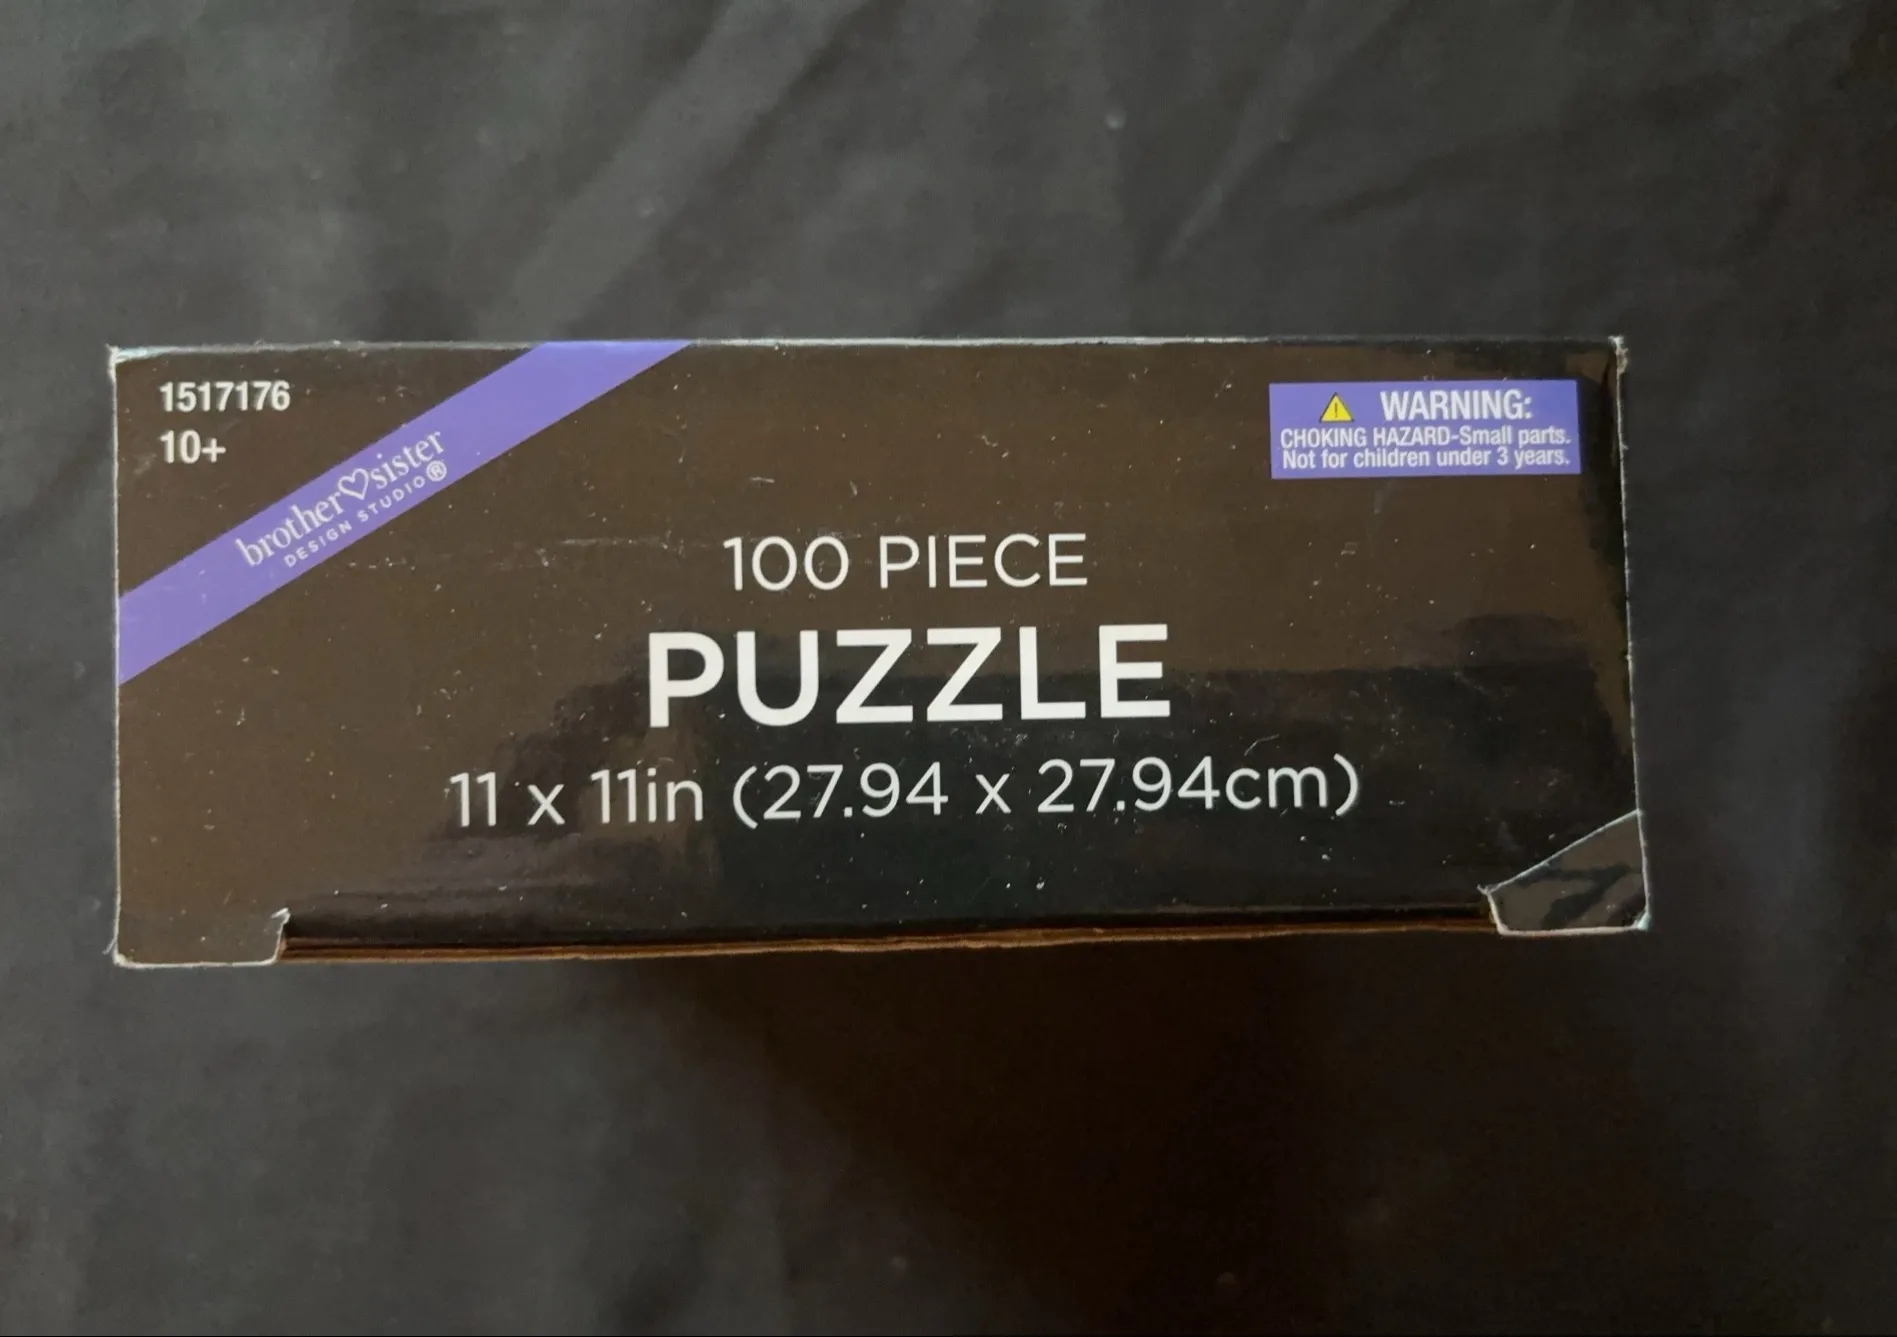 1517176
10+
brother♡sister
DESIGN STUDIO®
⚠ WARNING:
CHOKING HAZARD-Small parts.
Not for children under 3 years.
100 PIECE
PUZZLE
11 x 11in (27.94 x 27.94cm)